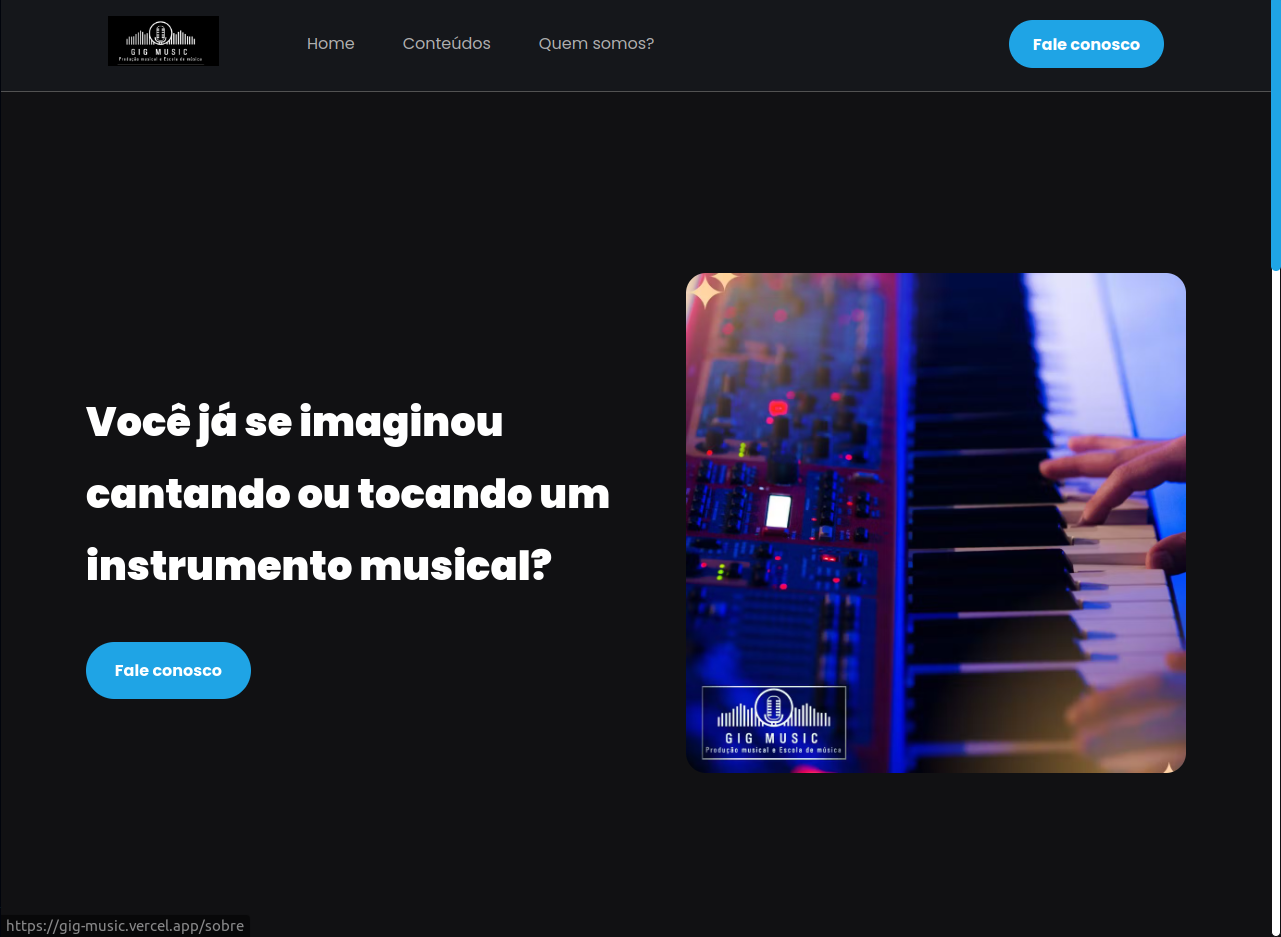 GIG MUSIC
Produção musical e Escola de música
Home
Conteúdos
Quem somos?
Fale conosco
Você já se imaginou
cantando ou tocando um
instrumento musical?
Fale conosco
GIG MUSIC
Produção musical e Escola de música
https://gig-music.vercel.app/sobre